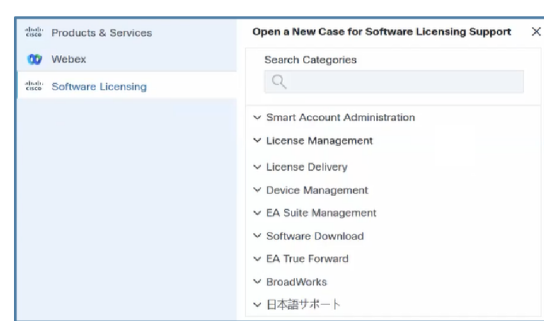 Products & Services
Webex
Software Licensing
Open a New Case for Software Licensing Support
Search Categories
Smart Account Administration
License Management
License Delivery
Device Management
EA Suite Management
Software Download
EA True Forward
BroadWorks
日本語サポート